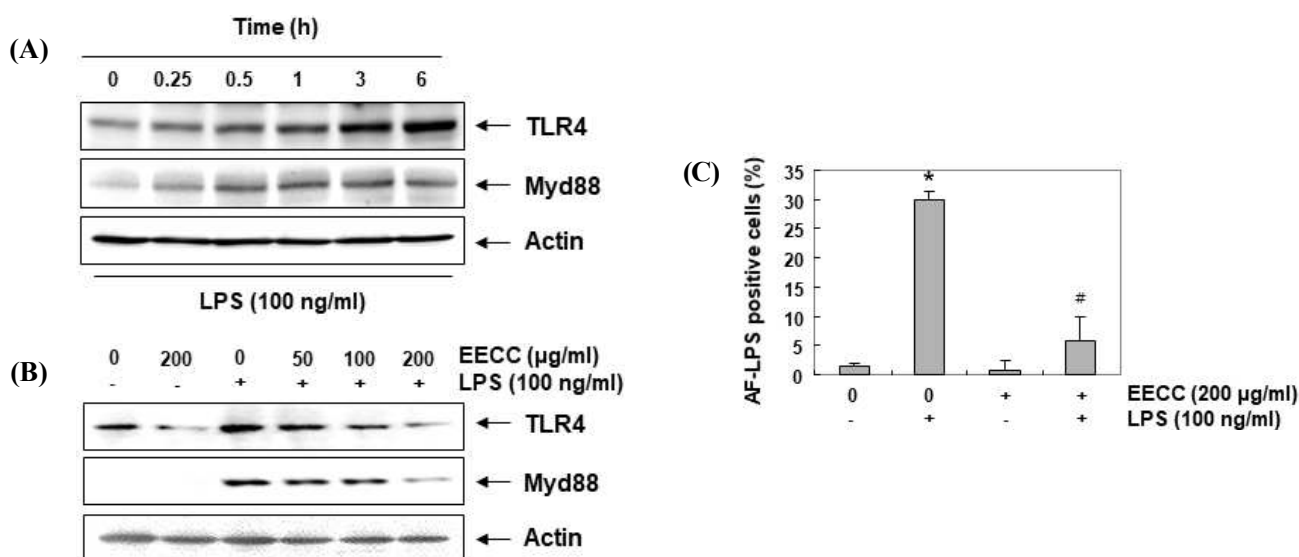 (A)
Time (h)
0 0.25 0.5 1 3 6
TLR4
Myd88
Actin
LPS (100 ng/ml)
(B)
0 200 0 50 100 200 EECC (µg/ml)
- - + + + + LPS (100 ng/ml)
TLR4
Myd88
Actin
(C)
AF-LPS positive cells (%)
35
30
25
20
15
10
5
0
*
#
0 0 + + EECC (200 µg/ml)
- + - + LPS (100 ng/ml)